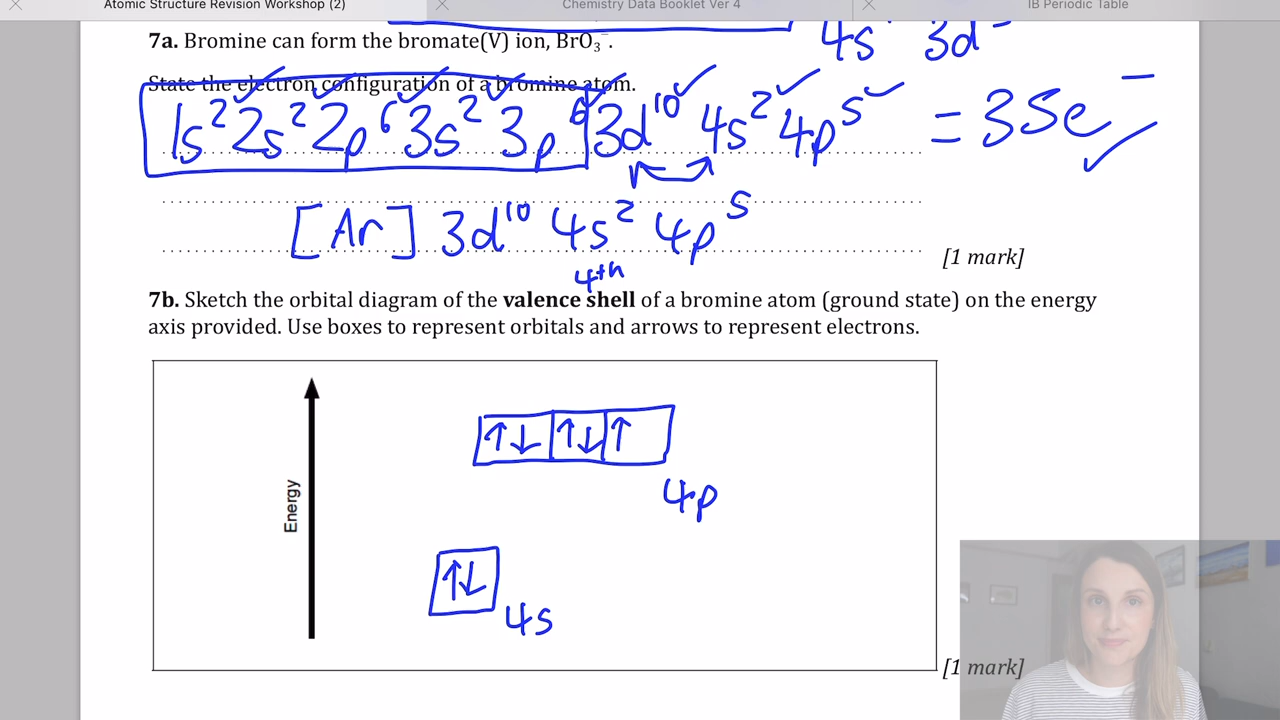 Atomic Structure Revision Workshop (2) Chemistry Data Booklet Ver 4 IB Periodic Table
4s 3d
7a. Bromine can form the bromate(V) ion, BrO₃⁻.
State the electron configuration of a bromine atom.
1s² 2s² 2p⁶ 3s² 3p⁶ 3d¹⁰ 4s² 4p⁵ = 35e⁻
[Ar] 3d¹⁰ 4s² 4p⁵
[1 mark]
4th
7b. Sketch the orbital diagram of the valence shell of a bromine atom (ground state) on the energy
axis provided. Use boxes to represent orbitals and arrows to represent electrons.
Energy
4p
4s
[1 mark]